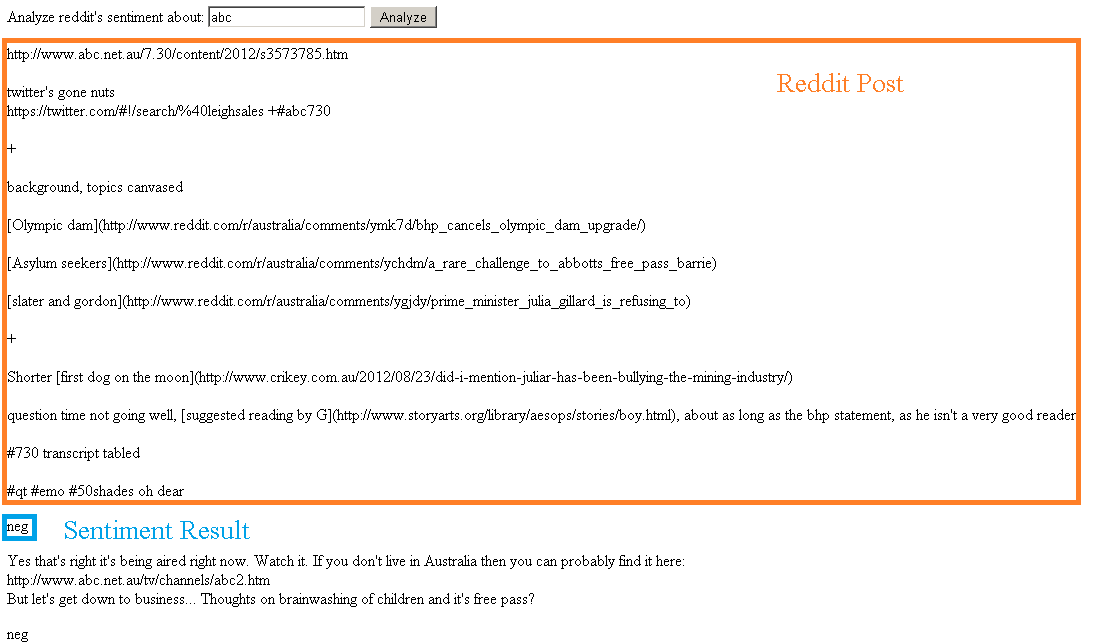 Analyze reddit's sentiment about: abc Analyze
http://www.abc.net.au/7.30/content/2012/s3573785.htm
Reddit Post
twitter's gone nuts
https://twitter.com/#!/search/%40leighsales +#abc730
+
background, topics canvased
[Olympic dam](http://www.reddit.com/r/australia/comments/ymk7d/bhp_cancels_olympic_dam_upgrade/)
[Asylum seekers](http://www.reddit.com/r/australia/comments/ychdm/a_rare_challenge_to_abbotts_free_pass_barrie)
[slater and gordon](http://www.reddit.com/r/australia/comments/ygjdy/prime_minister_julia_gillard_is_refusing_to)
+
Shorter [first dog on the moon](http://www.crikey.com.au/2012/08/23/did-i-mention-juliar-has-been-bullying-the-mining-industry/)
question time not going well, [suggested reading by G](http://www.storyarts.org/library/aesops/stories/boy.html), about as long as the bhp statement, as he isn't a very good reader
#730 transcript tabled
#qt #emo #50shades oh dear
neg Sentiment Result
Yes that's right it's being aired right now. Watch it. If you don't live in Australia then you can probably find it here:
http://www.abc.net.au/tv/channels/abc2.htm
But let's get down to business... Thoughts on brainwashing of children and it's free pass?
neg